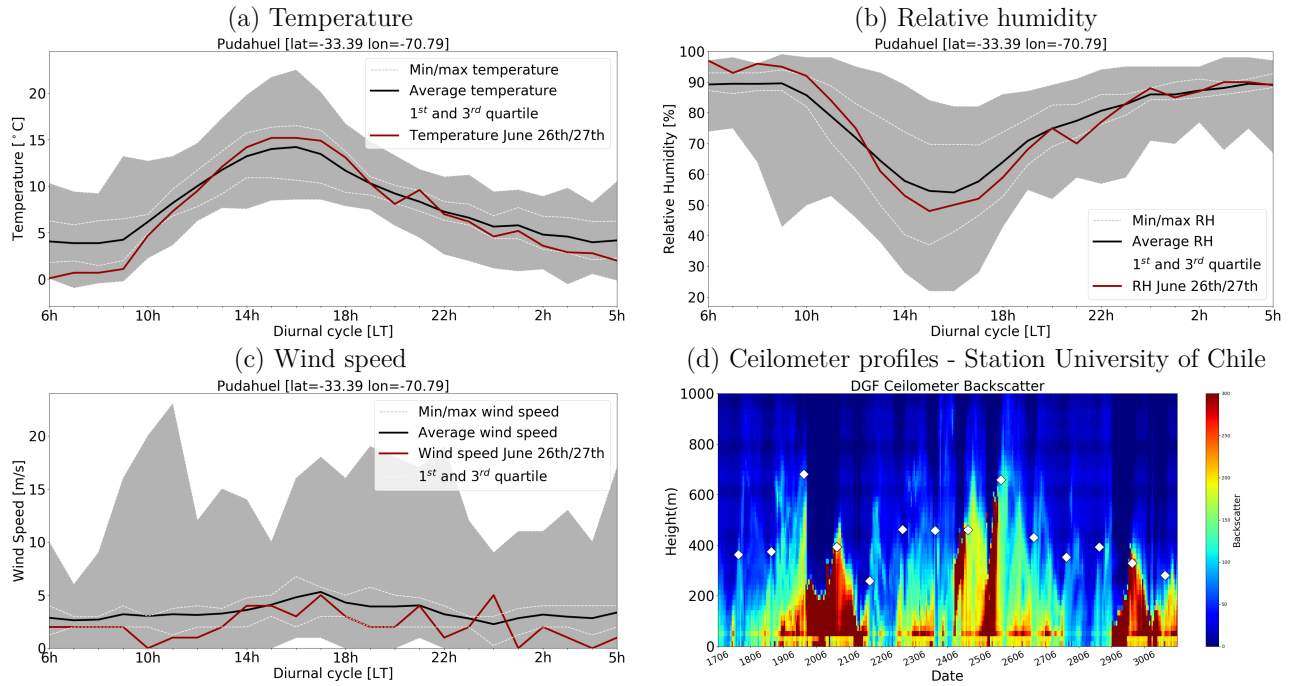 (a) Temperature
Pudahuel [lat=-33.39 lon=-70.79]
Temperature [°C]
20
15
10
5
0
Min/max temperature
Average temperature
1st and 3rd quartile
Temperature June 26th/27th
6h 10h 14h 18h 22h 2h 5h
Diurnal cycle [LT]
(b) Relative humidity
Pudahuel [lat=-33.39 lon=-70.79]
Relative Humidity [%]
100
90
80
70
60
50
40
30
20
Min/max RH
Average RH
1st and 3rd quartile
RH June 26th/27th
6h 10h 14h 18h 22h 2h 5h
Diurnal cycle [LT]
(c) Wind speed
Pudahuel [lat=-33.39 lon=-70.79]
Wind Speed [m/s]
20
15
10
5
0
Min/max wind speed
Average wind speed
Wind speed June 26th/27th
1st and 3rd quartile
6h 10h 14h 18h 22h 2h 5h
Diurnal cycle [LT]
(d) Ceilometer profiles - Station University of Chile
DGF Ceilometer Backscatter
Height(m)
1000
800
600
400
200
0
1706 1806 1906 2006 2106 2206 2306 2406 2506 2606 2706 2806 2906 3006
Date
300
250
200
150
100
50
0
Backscatter